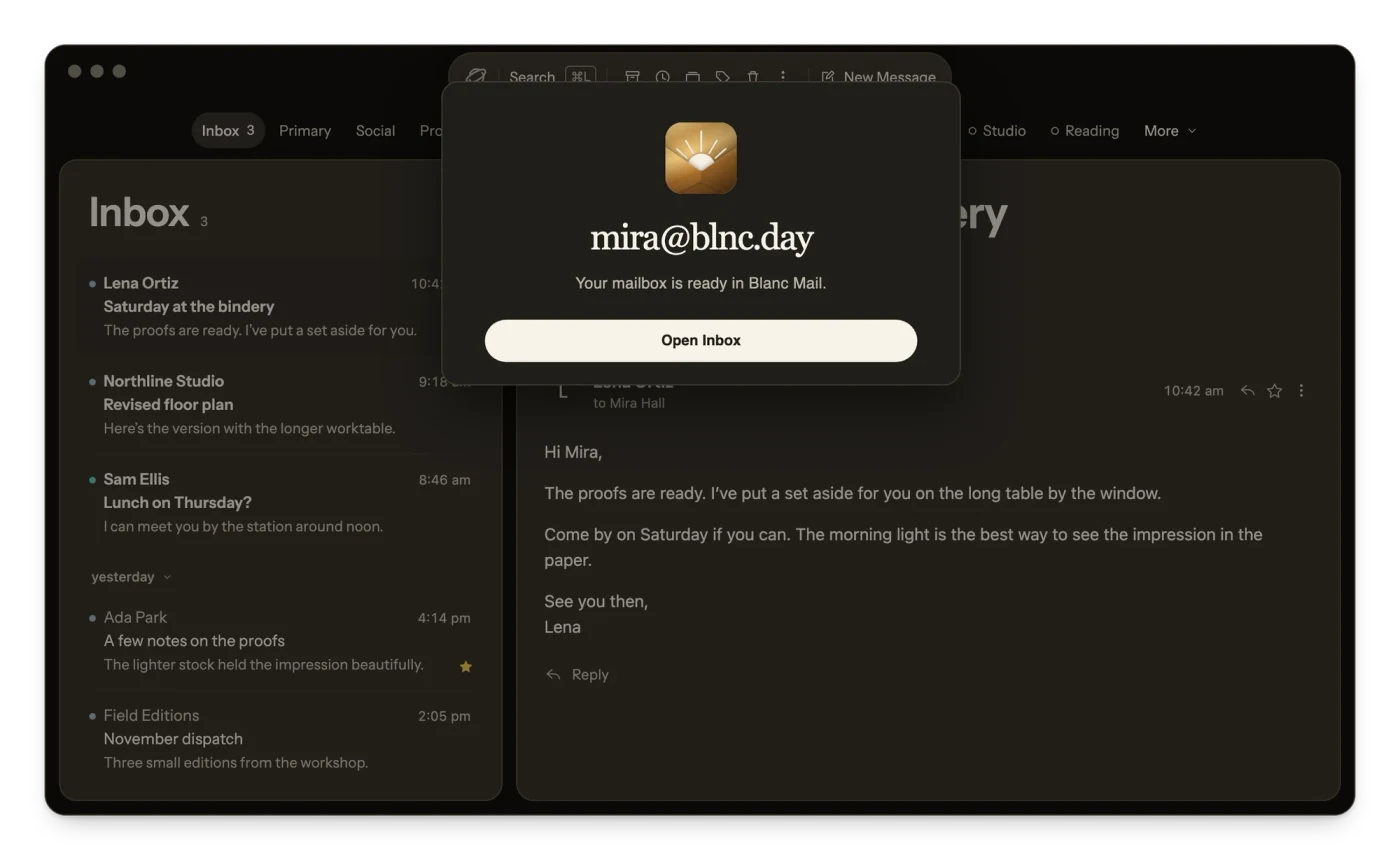 Search ⌘L New Message
Inbox 3 Primary Social Studio Reading More
Inbox 3
mira@blnc.day
Your mailbox is ready in Blanc Mail.
Open Inbox
Lena Ortiz
Saturday at the bindery
The proofs are ready. I've put a set aside for you.
Northline Studio 9:18
Revised floor plan
Here's the version with the longer worktable.
Sam Ellis 8:46 am
Lunch on Thursday?
I can meet you by the station around noon.
yesterday
Ada Park 4:14 pm
A few notes on the proofs
The lighter stock held the impression beautifully.
Field Editions 2:05 pm
November dispatch
Three small editions from the workshop.
L Lena Ortiz 10:42 am
to Mira Hall
Hi Mira,
The proofs are ready. I've put a set aside for you on the long table by the window.
Come by on Saturday if you can. The morning light is the best way to see the impression in the
paper.
See you then,
Lena
Reply